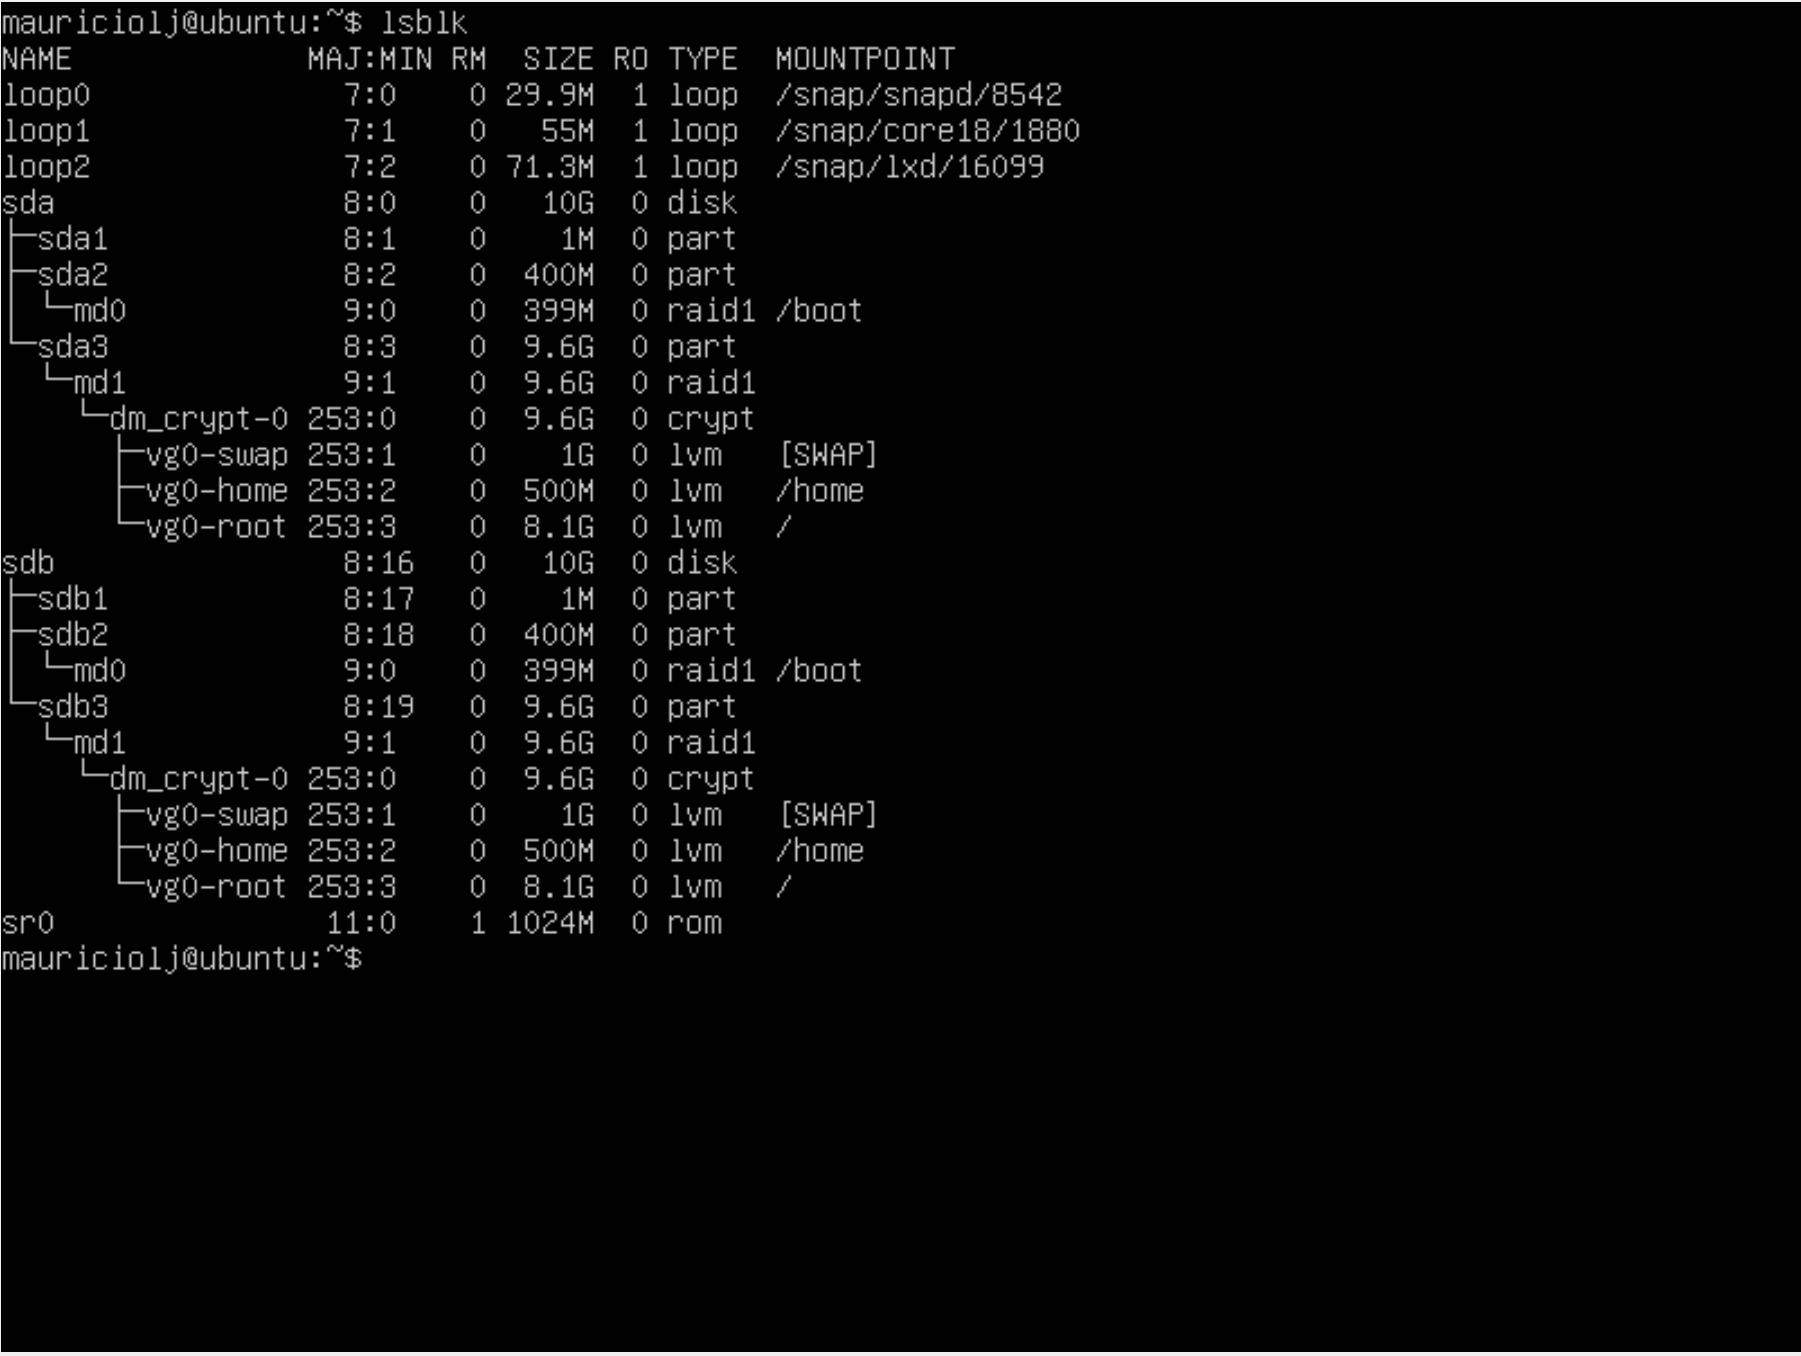 mauriciolj@ubuntu:~$ lsblk
NAME             MAJ:MIN RM   SIZE RO TYPE  MOUNTPOINT
loop0              7:0    0 29.9M  1 loop  /snap/snapd/8542
loop1              7:1    0   55M  1 loop  /snap/core18/1880
loop2              7:2    0 71.3M  1 loop  /snap/lxd/16099
sda                8:0    0   10G  0 disk
├─sda1             8:1    0    1M  0 part
├─sda2             8:2    0  400M  0 part
│ └─md0            9:0    0  399M  0 raid1 /boot
└─sda3             8:3    0  9.6G  0 part
  └─md1            9:1    0  9.6G  0 raid1
    └─dm_crypt-0 253:0    0  9.6G  0 crypt
      ├─vg0-swap 253:1    0    1G  0 lvm   [SWAP]
      ├─vg0-home 253:2    0  500M  0 lvm   /home
      └─vg0-root 253:3    0  8.1G  0 lvm   /
sdb                8:16   0   10G  0 disk
├─sdb1             8:17   0    1M  0 part
├─sdb2             8:18   0  400M  0 part
│ └─md0            9:0    0  399M  0 raid1 /boot
└─sdb3             8:19   0  9.6G  0 part
  └─md1            9:1    0  9.6G  0 raid1
    └─dm_crypt-0 253:0    0  9.6G  0 crypt
      ├─vg0-swap 253:1    0    1G  0 lvm   [SWAP]
      ├─vg0-home 253:2    0  500M  0 lvm   /home
      └─vg0-root 253:3    0  8.1G  0 lvm   /
sr0               11:0    1 1024M  0 rom
mauriciolj@ubuntu:~$